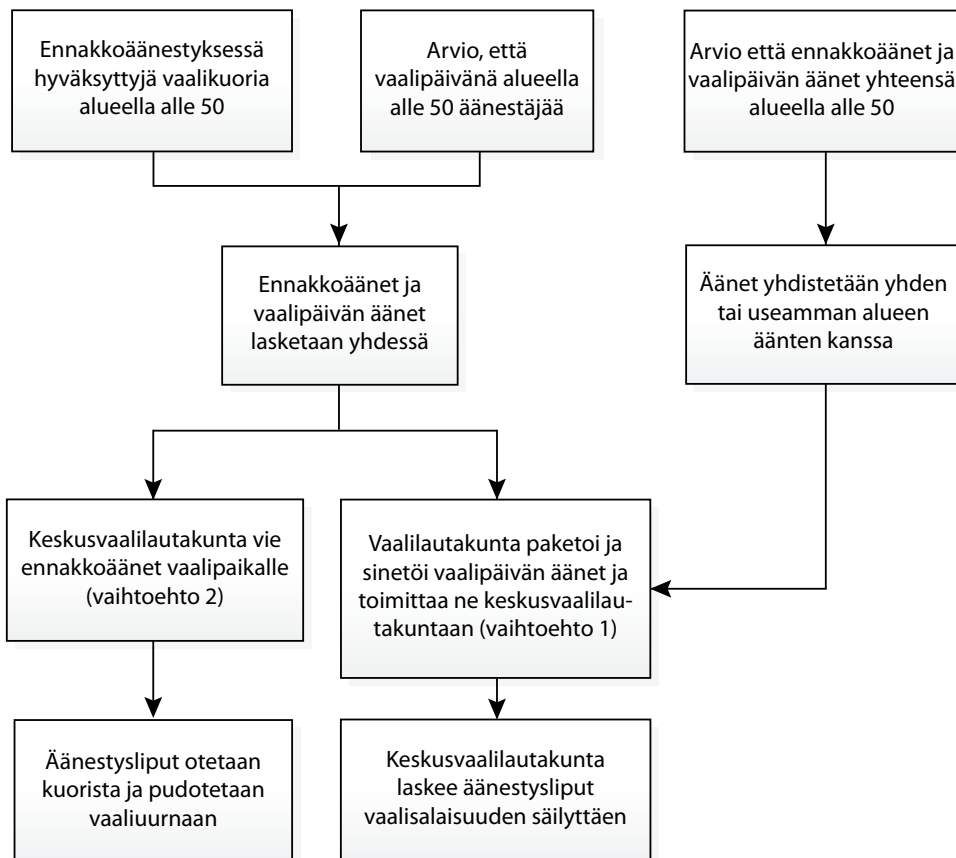 Ennakkoäänestyksessä
hyväksyttyjä vaalikuoria
alueella alle 50
Arvio, että
vaalipäivänä alueella
alle 50 äänestäjää
Arvio että ennakkoäänet ja
vaalipäivän äänet yhteensä
alueella alle 50
Ennakkoäänet ja
vaalipäivän äänet
lasketaan yhdessä
Äänet yhdistetään yhden
tai useamman alueen
äänten kanssa
Keskusvaalilautakunta vie
ennakkoäänet vaalipaikalle
(vaihtoehto 2)
Vaalilautakunta paketoi ja
sinetöi vaalipäivän äänet ja
toimittaa ne keskusvaalilau-
takuntaan (vaihtoehto 1)
Äänestysliput otetaan
kuorista ja pudotetaan
vaaliuurnaan
Keskusvaalilautakunta
laskee äänestysliput
vaalisalaisuuden säilyttäen